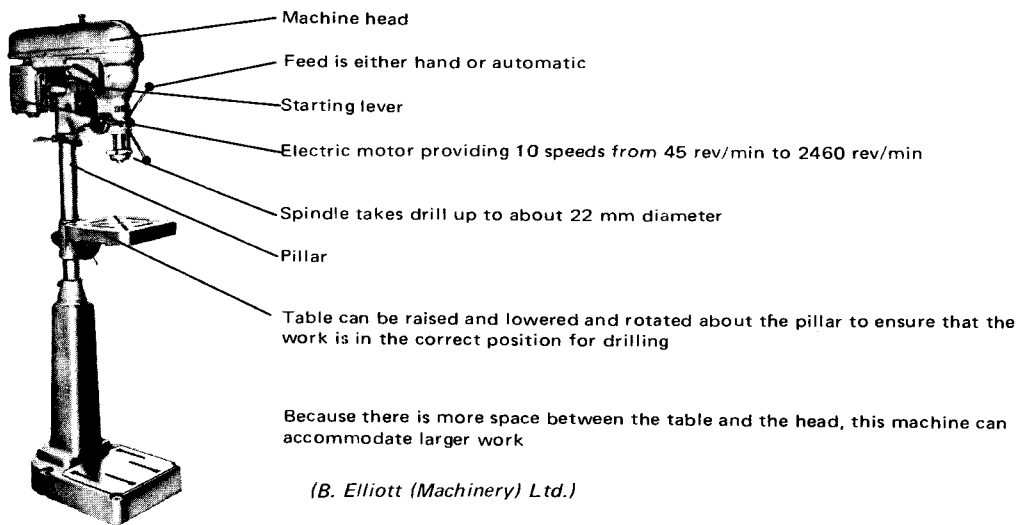 Machine head
Feed is either hand or automatic
Starting lever
Electric motor providing 10 speeds from 45 rev/min to 2460 rev/min
Spindle takes drill up to about 22 mm diameter
Pillar
Table can be raised and lowered and rotated about the pillar to ensure that the
work is in the correct position for drilling
Because there is more space between the table and the head, this machine can
accommodate larger work
(B. Elliott (Machinery) Ltd.)